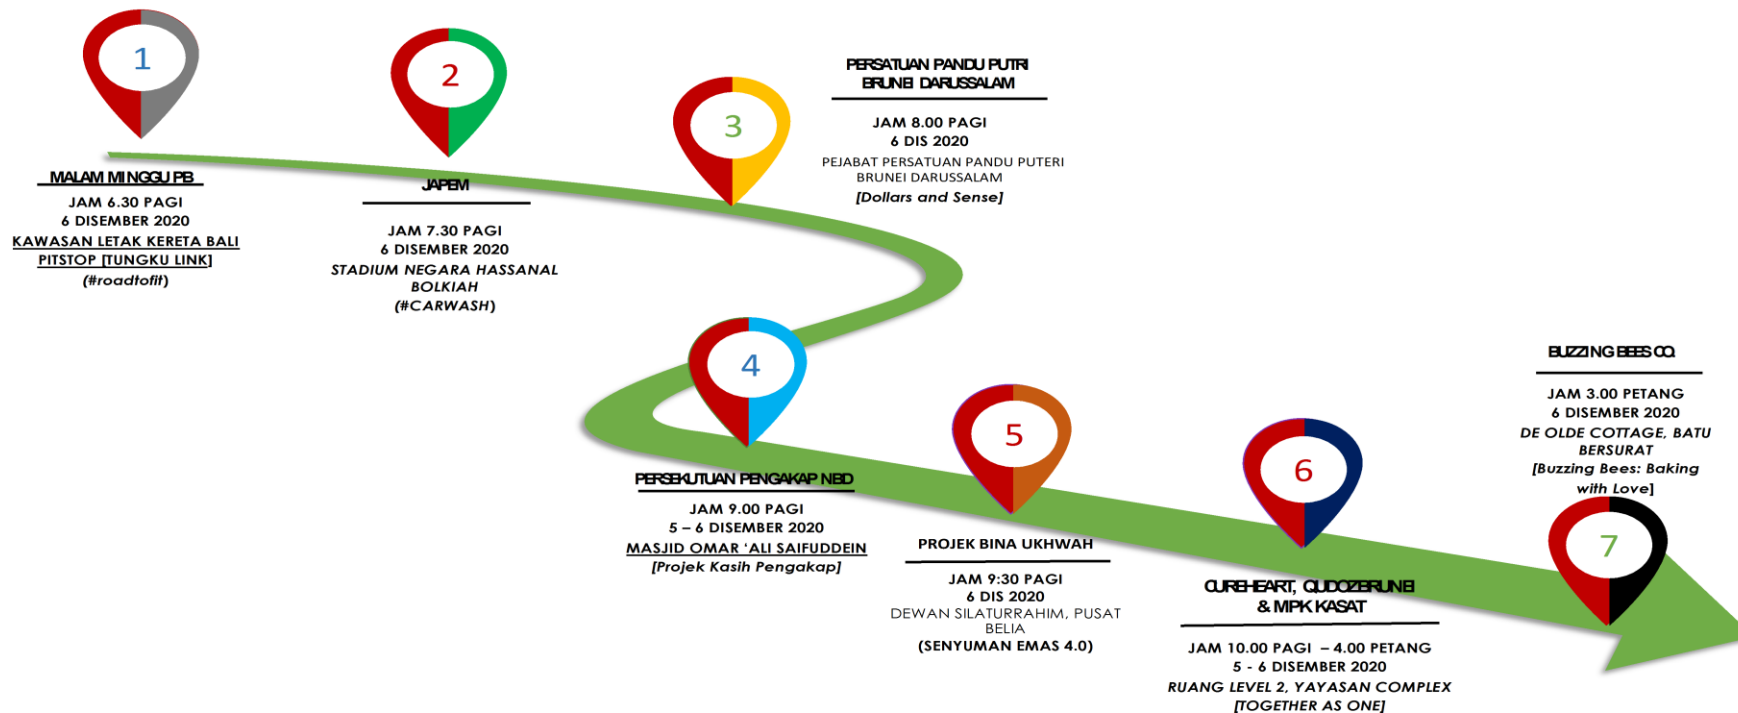 1
MALAM MINGGU PB
JAM 6.30 PAGI
6 DISEMBER 2020
KAWASAN LETAK KERETA BALI
PITSTOP [TUNGKU LINK]
(#roadtofit)
2
JAPEM
JAM 7.30 PAGI
6 DISEMBER 2020
STADIUM NEGARA HASSANAL
BOLKIAH
(#CARWASH)
3
PERSATUAN PANDU PUTRI
BRUNEI DARUSSALAM
JAM 8.00 PAGI
6 DIS 2020
PEJABAT PERSATUAN PANDU PUTERI
BRUNEI DARUSSALAM
[Dollars and Sense]
4
PERSEKUTUAN PENGAKAP NBD
JAM 9.00 PAGI
5 – 6 DISEMBER 2020
MASJID OMAR ‘ALI SAIFUDDEIN
[Projek Kasih Pengakap]
5
PROJEK BINA UKHWAH
JAM 9:30 PAGI
6 DIS 2020
DEWAN SILATURRAHIM, PUSAT
BELIA
(SENYUMAN EMAS 4.0)
6
CUREHEART, QUDOZBRUNEI
& MPK KASAT
JAM 10.00 PAGI – 4.00 PETANG
5 - 6 DISEMBER 2020
RUANG LEVEL 2, YAYASAN COMPLEX
[TOGETHER AS ONE]
BUZZING BEES CO.
JAM 3.00 PETANG
6 DISEMBER 2020
DE OLDE COTTAGE, BATU
BERSURAT
[Buzzing Bees: Baking
with Love]
7